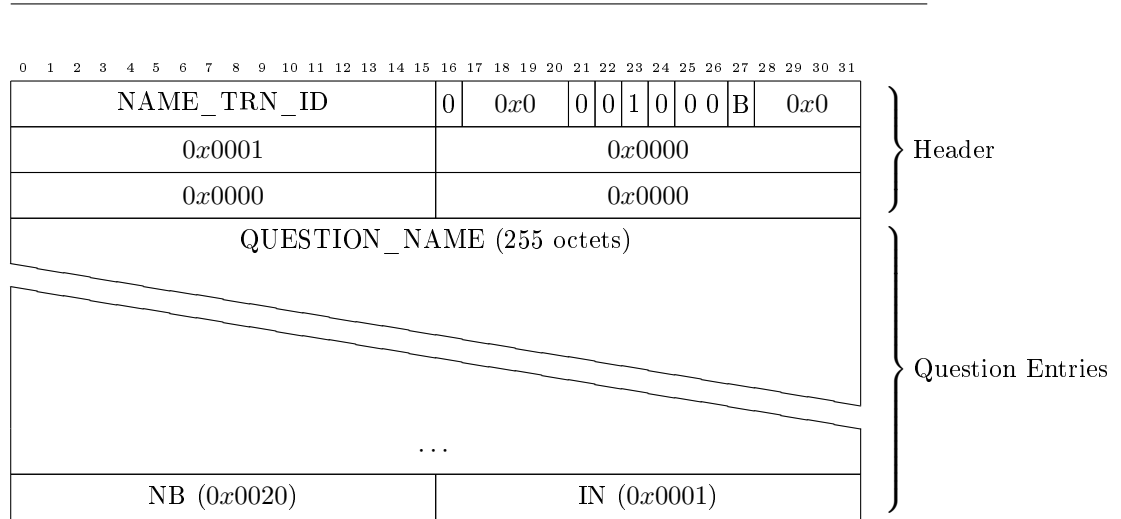 0 1 2 3 4 5 6 7 8 9 10 11 12 13 14 15 16 17 18 19 20 21 22 23 24 25 26 27 28 29 30 31
NAME_TRN_ID 0 0x0 0 0 1 0 0 0 B 0x0
0x0001 0x0000 Header
0x0000 0x0000
QUESTION_NAME (255 octets)
Question Entries
...
NB (0x0020) IN (0x0001)